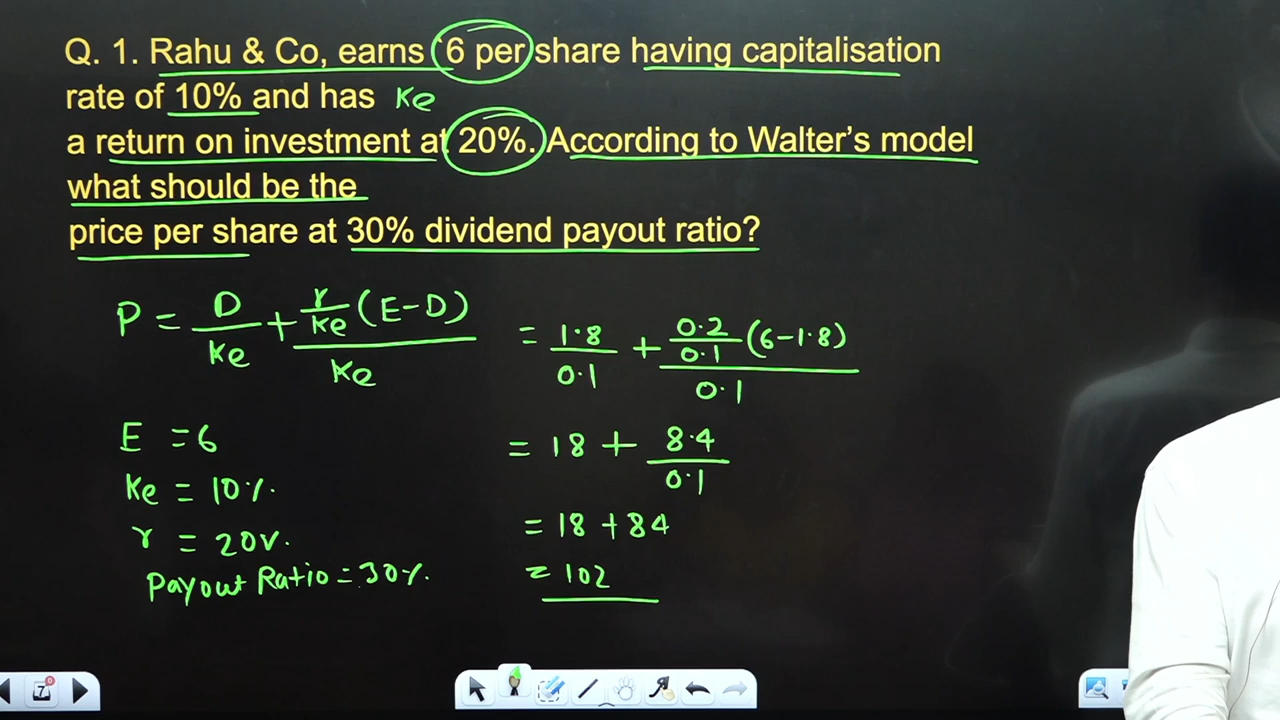 Q. 1. Rahu & Co, earns ₹6 per share having capitalisation
rate of 10% and has Ke
a return on investment at 20%. According to Walter's model
what should be the
price per share at 30% dividend payout ratio?
P = D/Ke + r/Ke (E-D) / Ke
E = 6
Ke = 10%.
r = 20%.
Payout Ratio = 30%.
= 1.8/0.1 + 0.2/0.1 (6-1.8) / 0.1
= 18 + 8.4/0.1
= 18 + 84
= 102
7
0